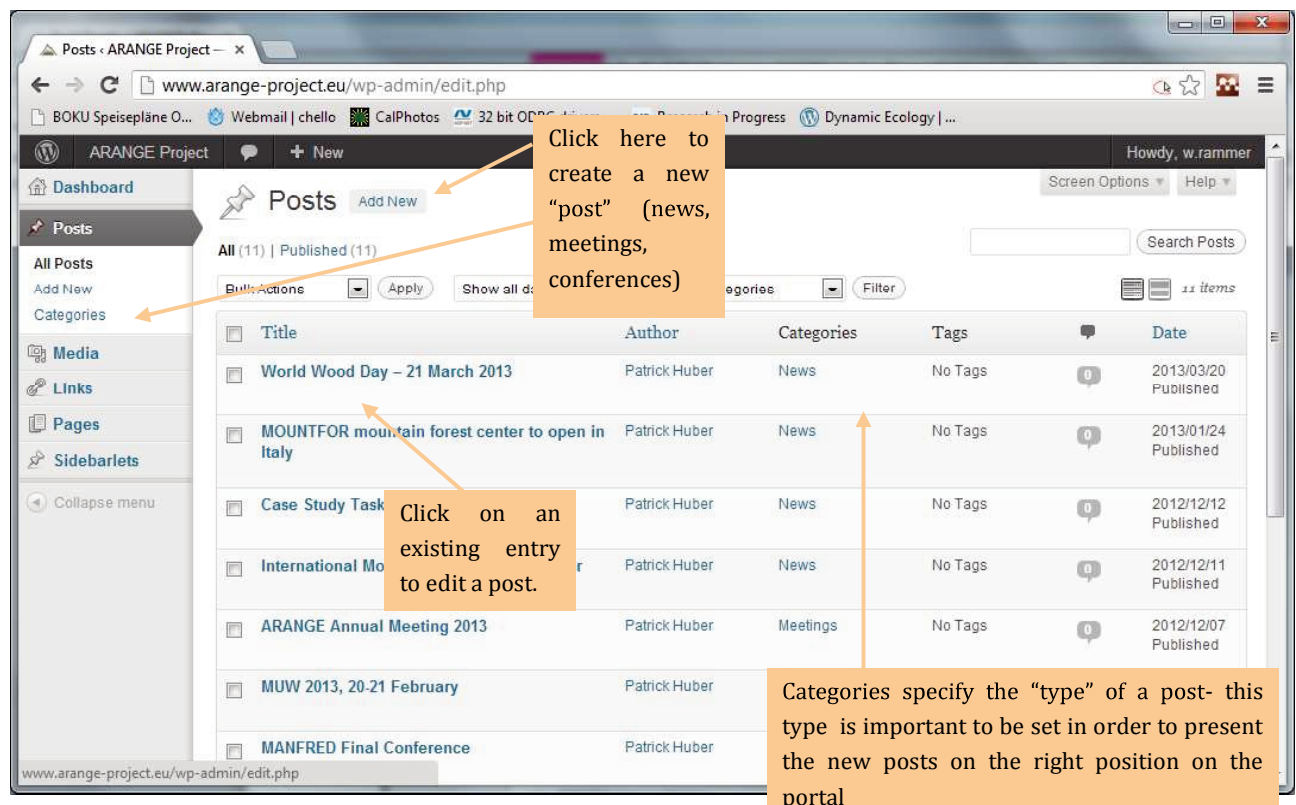 Posts ‹ ARANGE Project —
www.arange-project.eu/wp-admin/edit.php
BOKU Speisepläne O... Webmail | chello CalPhotos 32 bit Progress Dynamic Ecology | ...
ARANGE Project + New Howdy, w.rammer
Dashboard
Posts
All Posts
Add New
Categories
Media
Links
Pages
Sidebarlets
Collapse menu
Screen Options Help
Posts Add New
All (11) | Published (11) Search Posts
Bulk Actions Apply Show all Filter 11 items
Title Author Categories Tags Date
World Wood Day – 21 March 2013 Patrick Huber News No Tags 0 2013/03/20
Published
MOUNTFOR mountain forest center to open in Patrick Huber News No Tags 0 2013/01/24
Italy Published
Case Study Task Patrick Huber News No Tags 0 2012/12/12
Published
International Patrick Huber News No Tags 0 2012/12/11
Published
ARANGE Annual Meeting 2013 Patrick Huber Meetings No Tags 0 2012/12/07
Published
MUW 2013, 20-21 February Patrick Huber
MANFRED Final Conference Patrick Huber
www.arange-project.eu/wp-admin/edit.php
Click here to
create a new
“post” (news,
meetings,
conferences)
Click on an
existing entry
to edit a post.
Categories specify the “type” of a post- this
type is important to be set in order to present
the new posts on the right position on the
portal